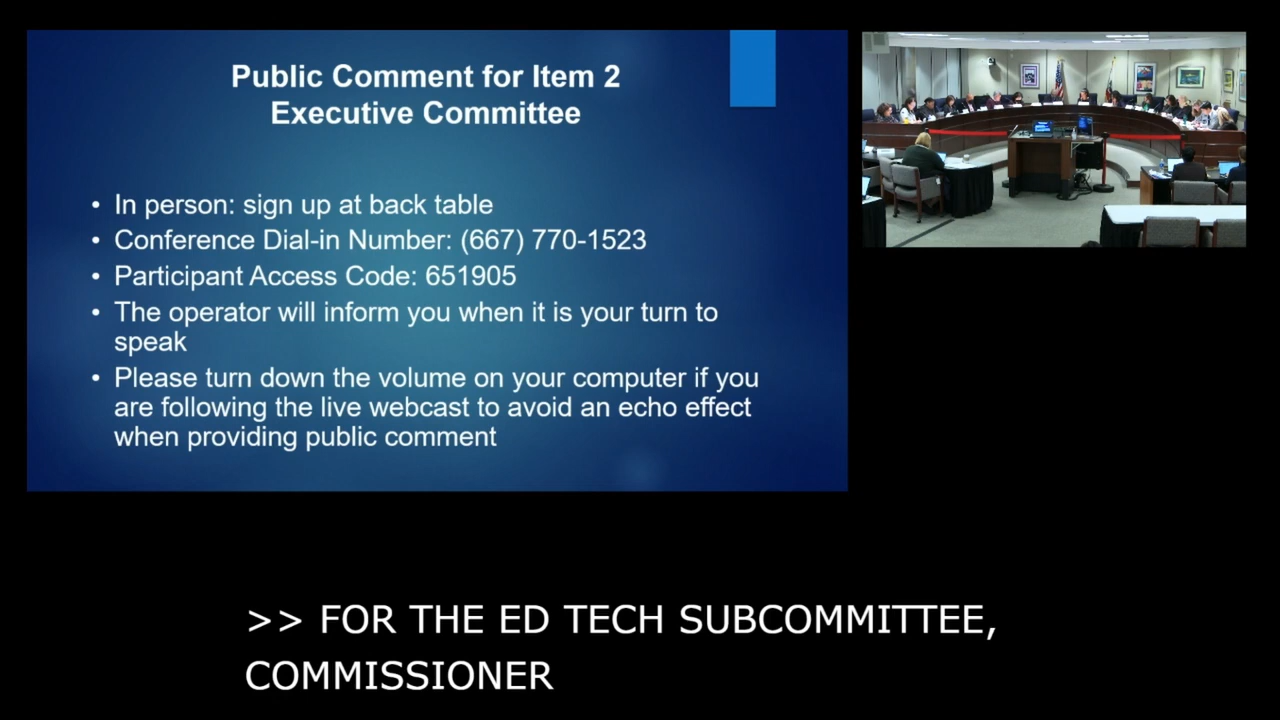 Public Comment for Item 2
Executive Committee
• In person: sign up at back table
• Conference Dial-in Number: (667) 770-1523
• Participant Access Code: 651905
• The operator will inform you when it is your turn to
speak
• Please turn down the volume on your computer if you
are following the live webcast to avoid an echo effect
when providing public comment
>> FOR THE ED TECH SUBCOMMITTEE,
COMMISSIONER